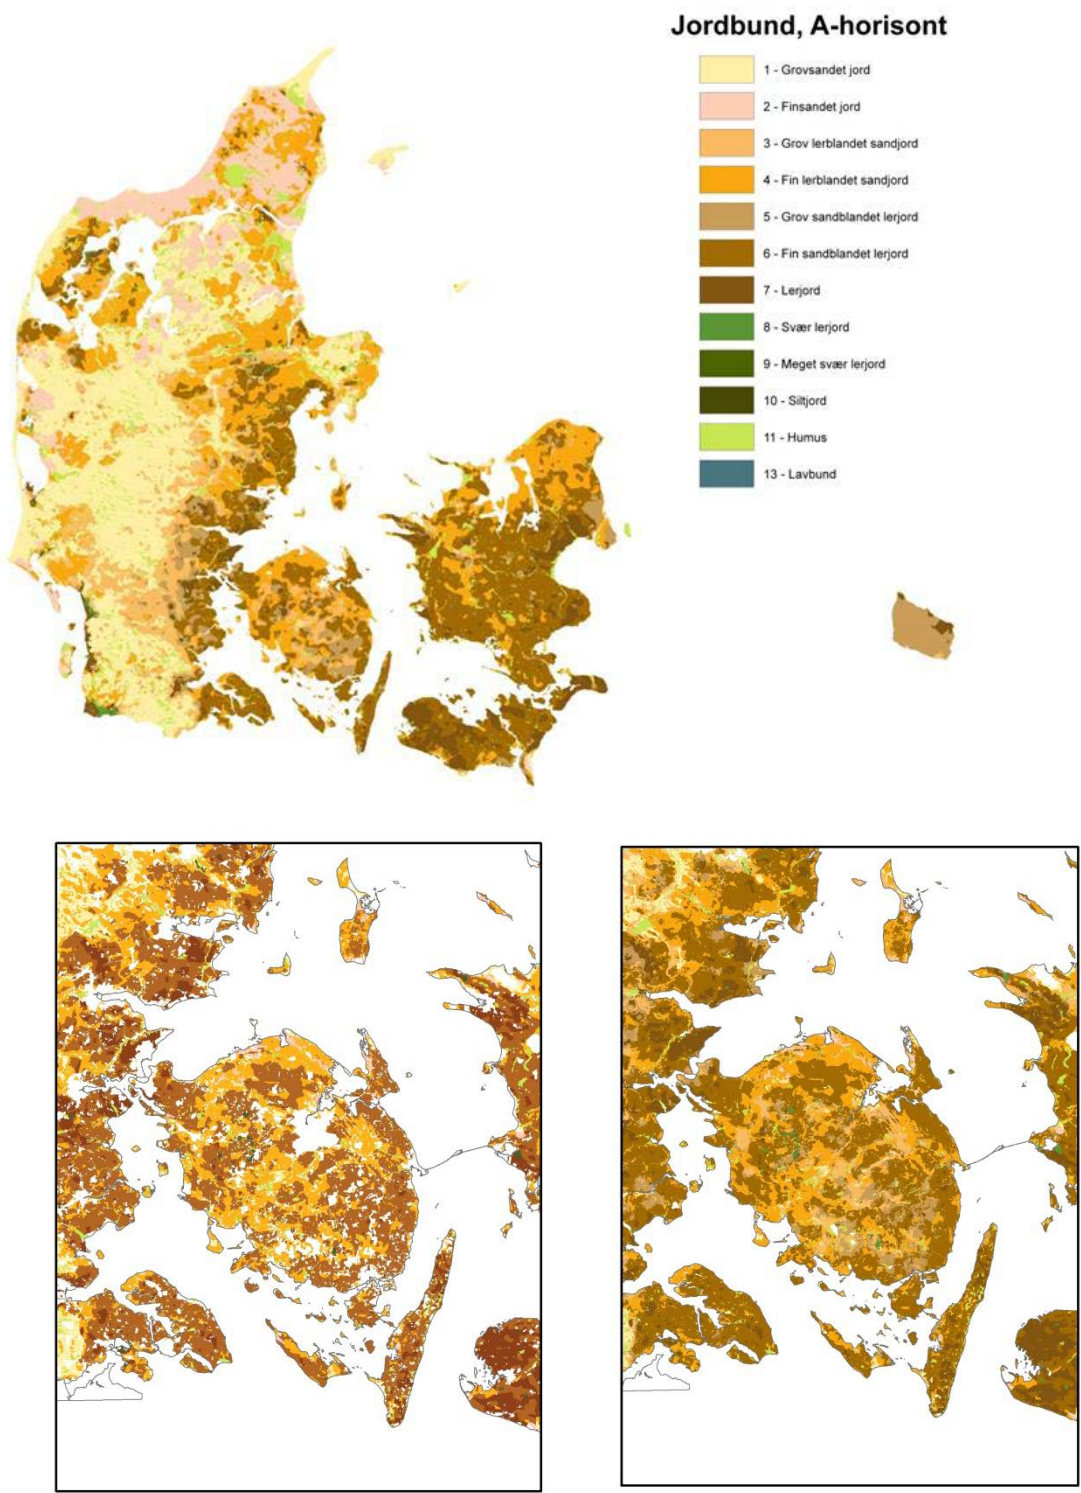 Jordbund, A-horisont
1 - Grovsandet jord
2 - Finsandet jord
3 - Grov lerblandet sandjord
4 - Fin lerblandet sandjord
5 - Grov sandblandet lerjord
6 - Fin sandblandet lerjord
7 - Lerjord
8 - Svær lerjord
9 - Meget svær lerjord
10 - Siltjord
11 - Humus
13 - Lavbund